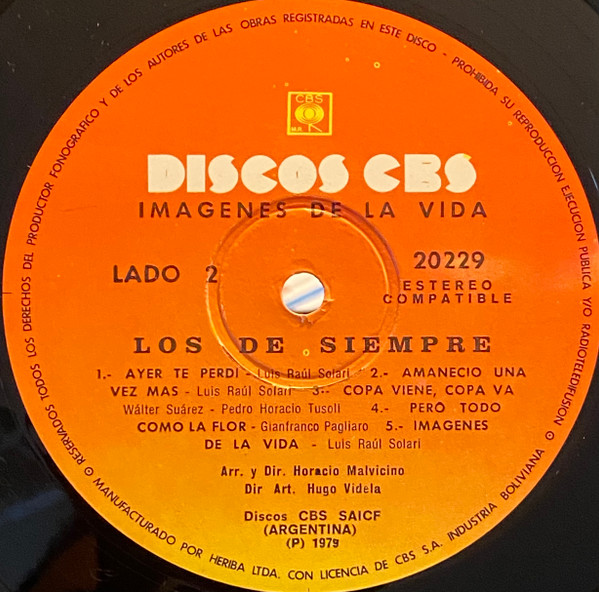 RESERVADOS TODOS LOS DERECHOS DEL PRODUCTOR FONOGRAFICO Y DE LOS AUTORES DE LAS OBRAS REGISTRADAS EN ESTE DISCO - PROHIBIDA SU REPRODUCCION EJECUCION PUBLICA Y/O RADIOTELEDIFUSION
CBS
M.R.
DISCOS CBS
IMAGENES DE LA VIDA
LADO 2
20229
ESTEREO
COMPATIBLE
LOS DE SIEMPRE
1.- AYER TE PERDI - Luis Raúl Solari 2.- AMANECIO UNA
VEZ MAS - Luis Raúl Solari 3-- COPA VIENE, COPA VA
Wálter Suárez - Pedro Horacio Tusoli 4.- PERO TODO
COMO LA FLOR - Gianfranco Pagliaro 5.- IMAGENES
DE LA VIDA - Luis Raúl Solari
Arr. y Dir. Horacio Malvicino
Dir Art. Hugo Videla
Discos CBS SAICF
(ARGENTINA)
(P) 1979
MANUFACTURADO POR HERIBA LTDA. CON LICENCIA DE CBS S.A. INDUSTRIA BOLIVIANA